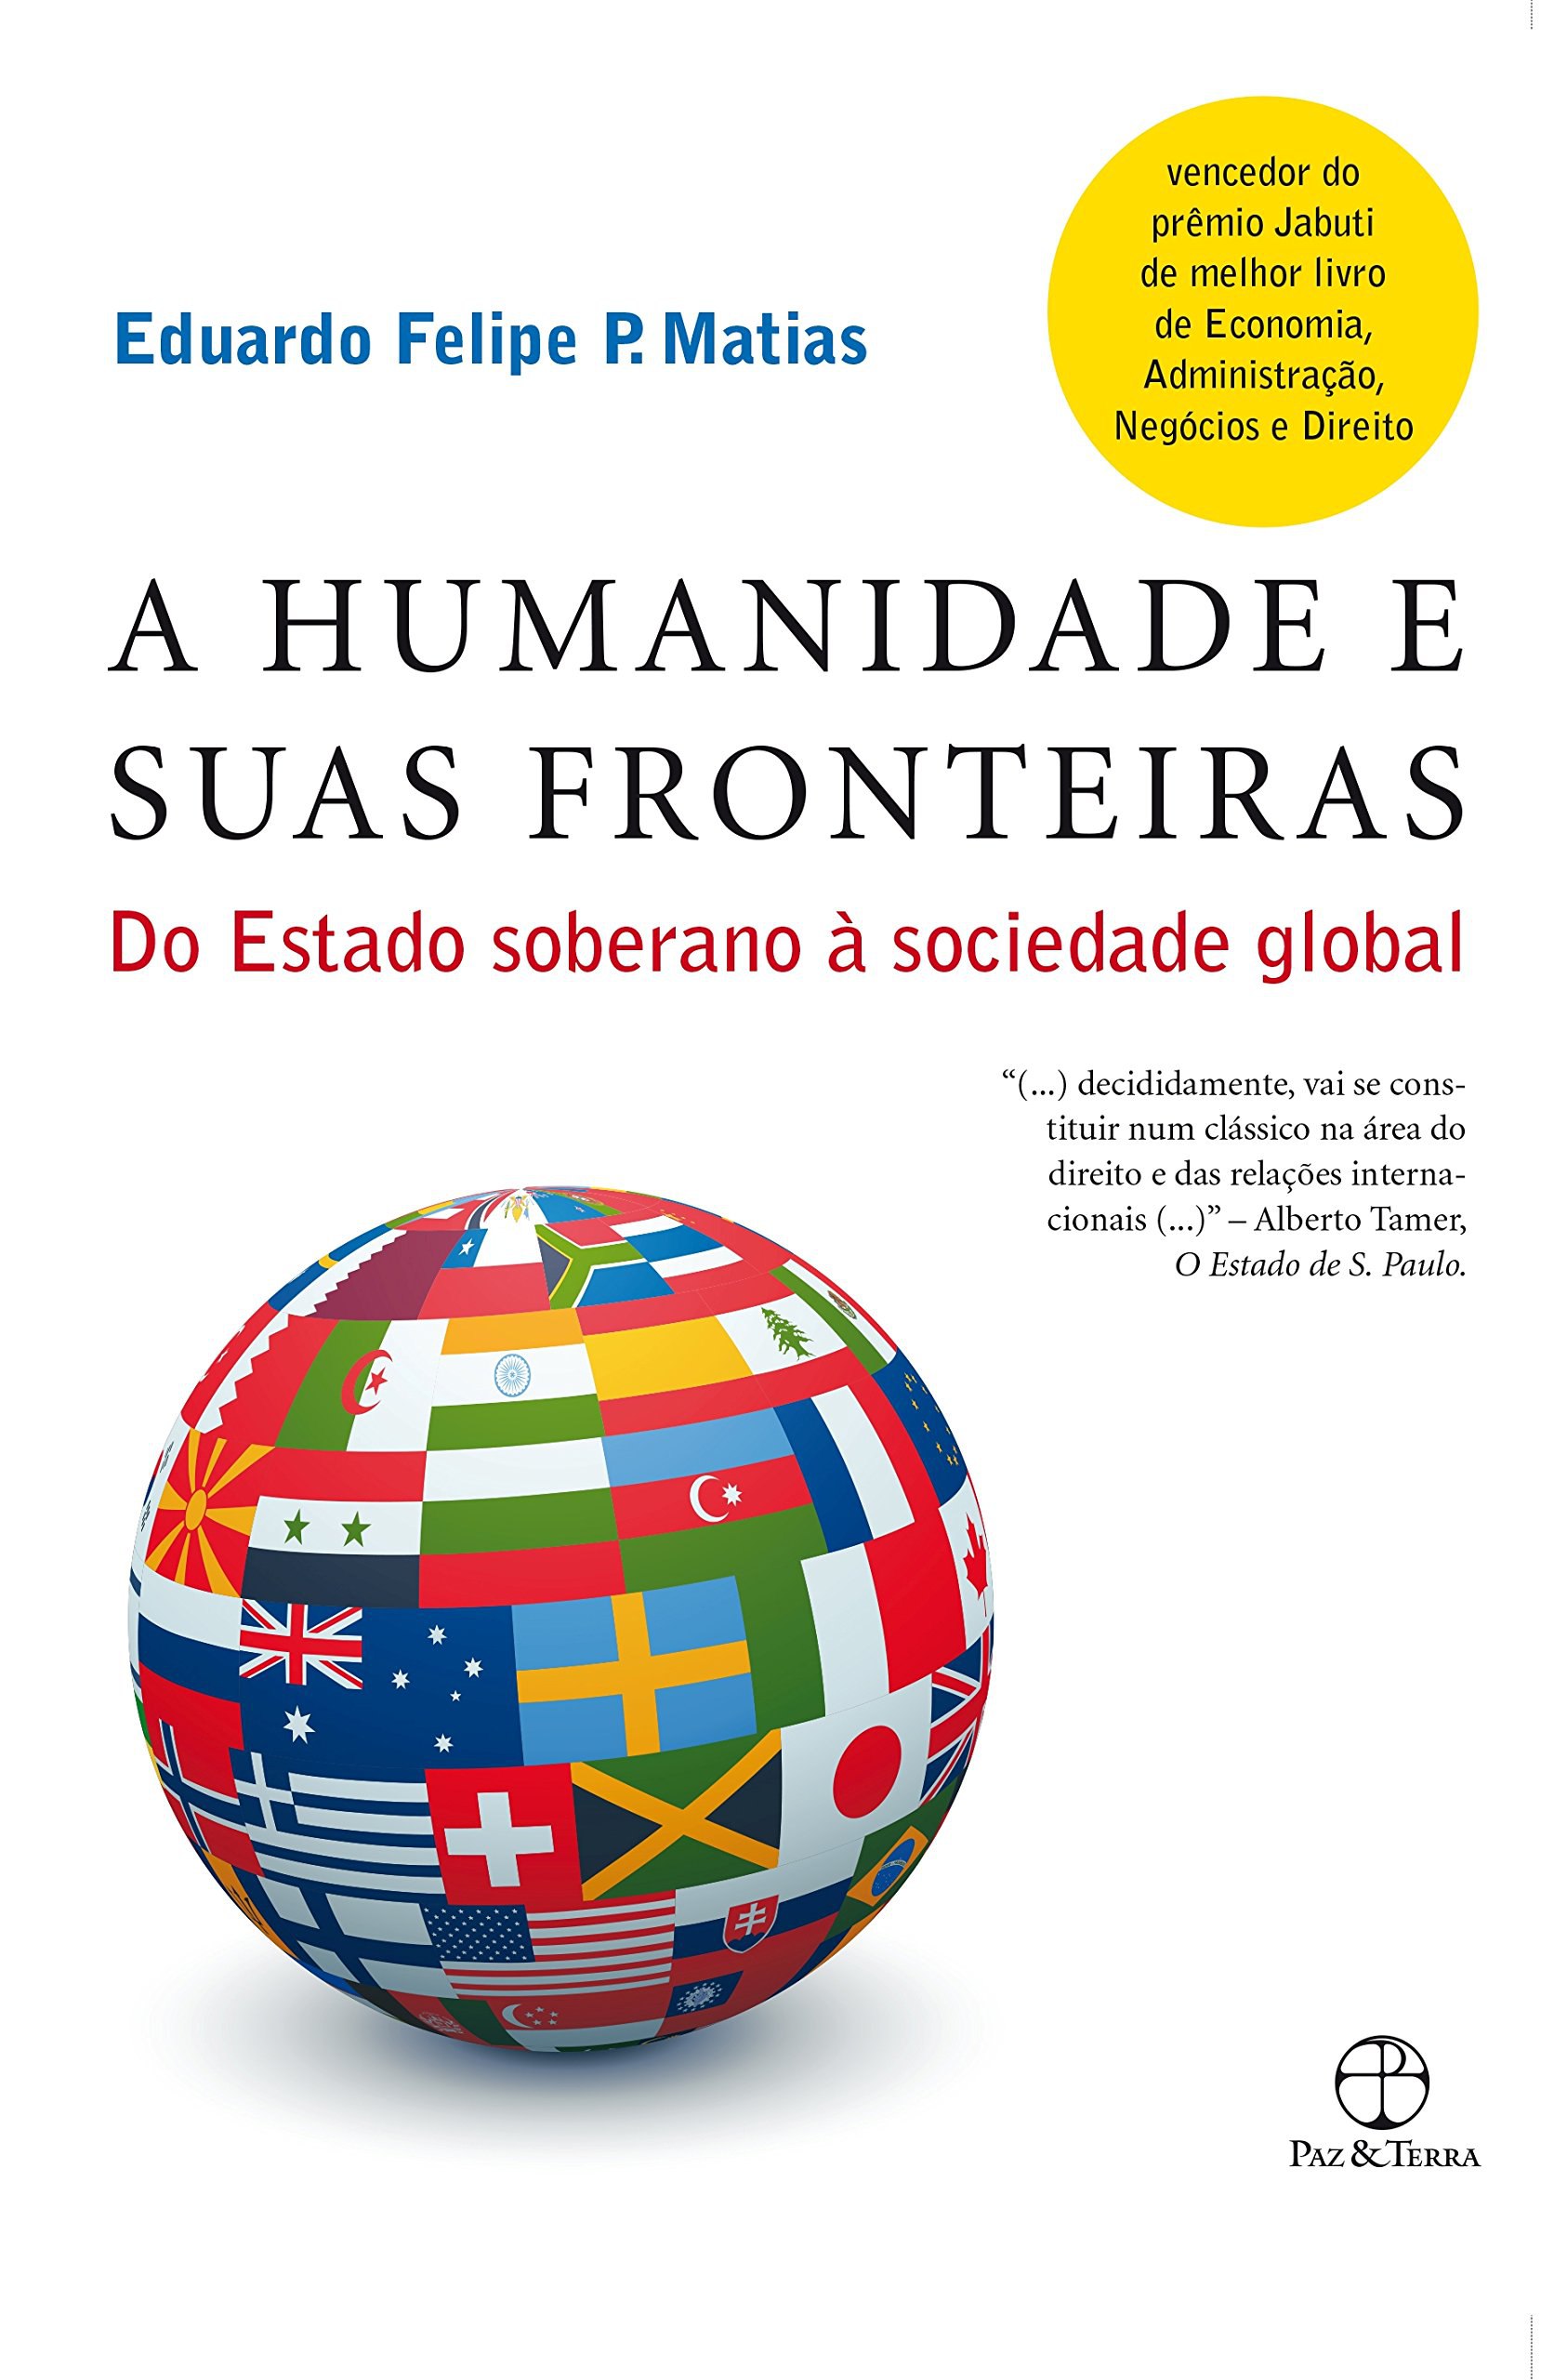 vencedor do
prêmio Jabuti
de melhor livro
de Economia,
Administração,
Negócios e Direito
Eduardo Felipe P. Matias
A HUMANIDADE E
SUAS FRONTEIRAS
Do Estado soberano à sociedade global
“(...) decididamente, vai se cons-
tituir num clássico na área do
direito e das relações interna-
cionais (...)” – Alberto Tamer,
O Estado de S. Paulo.
PAZ & TERRA